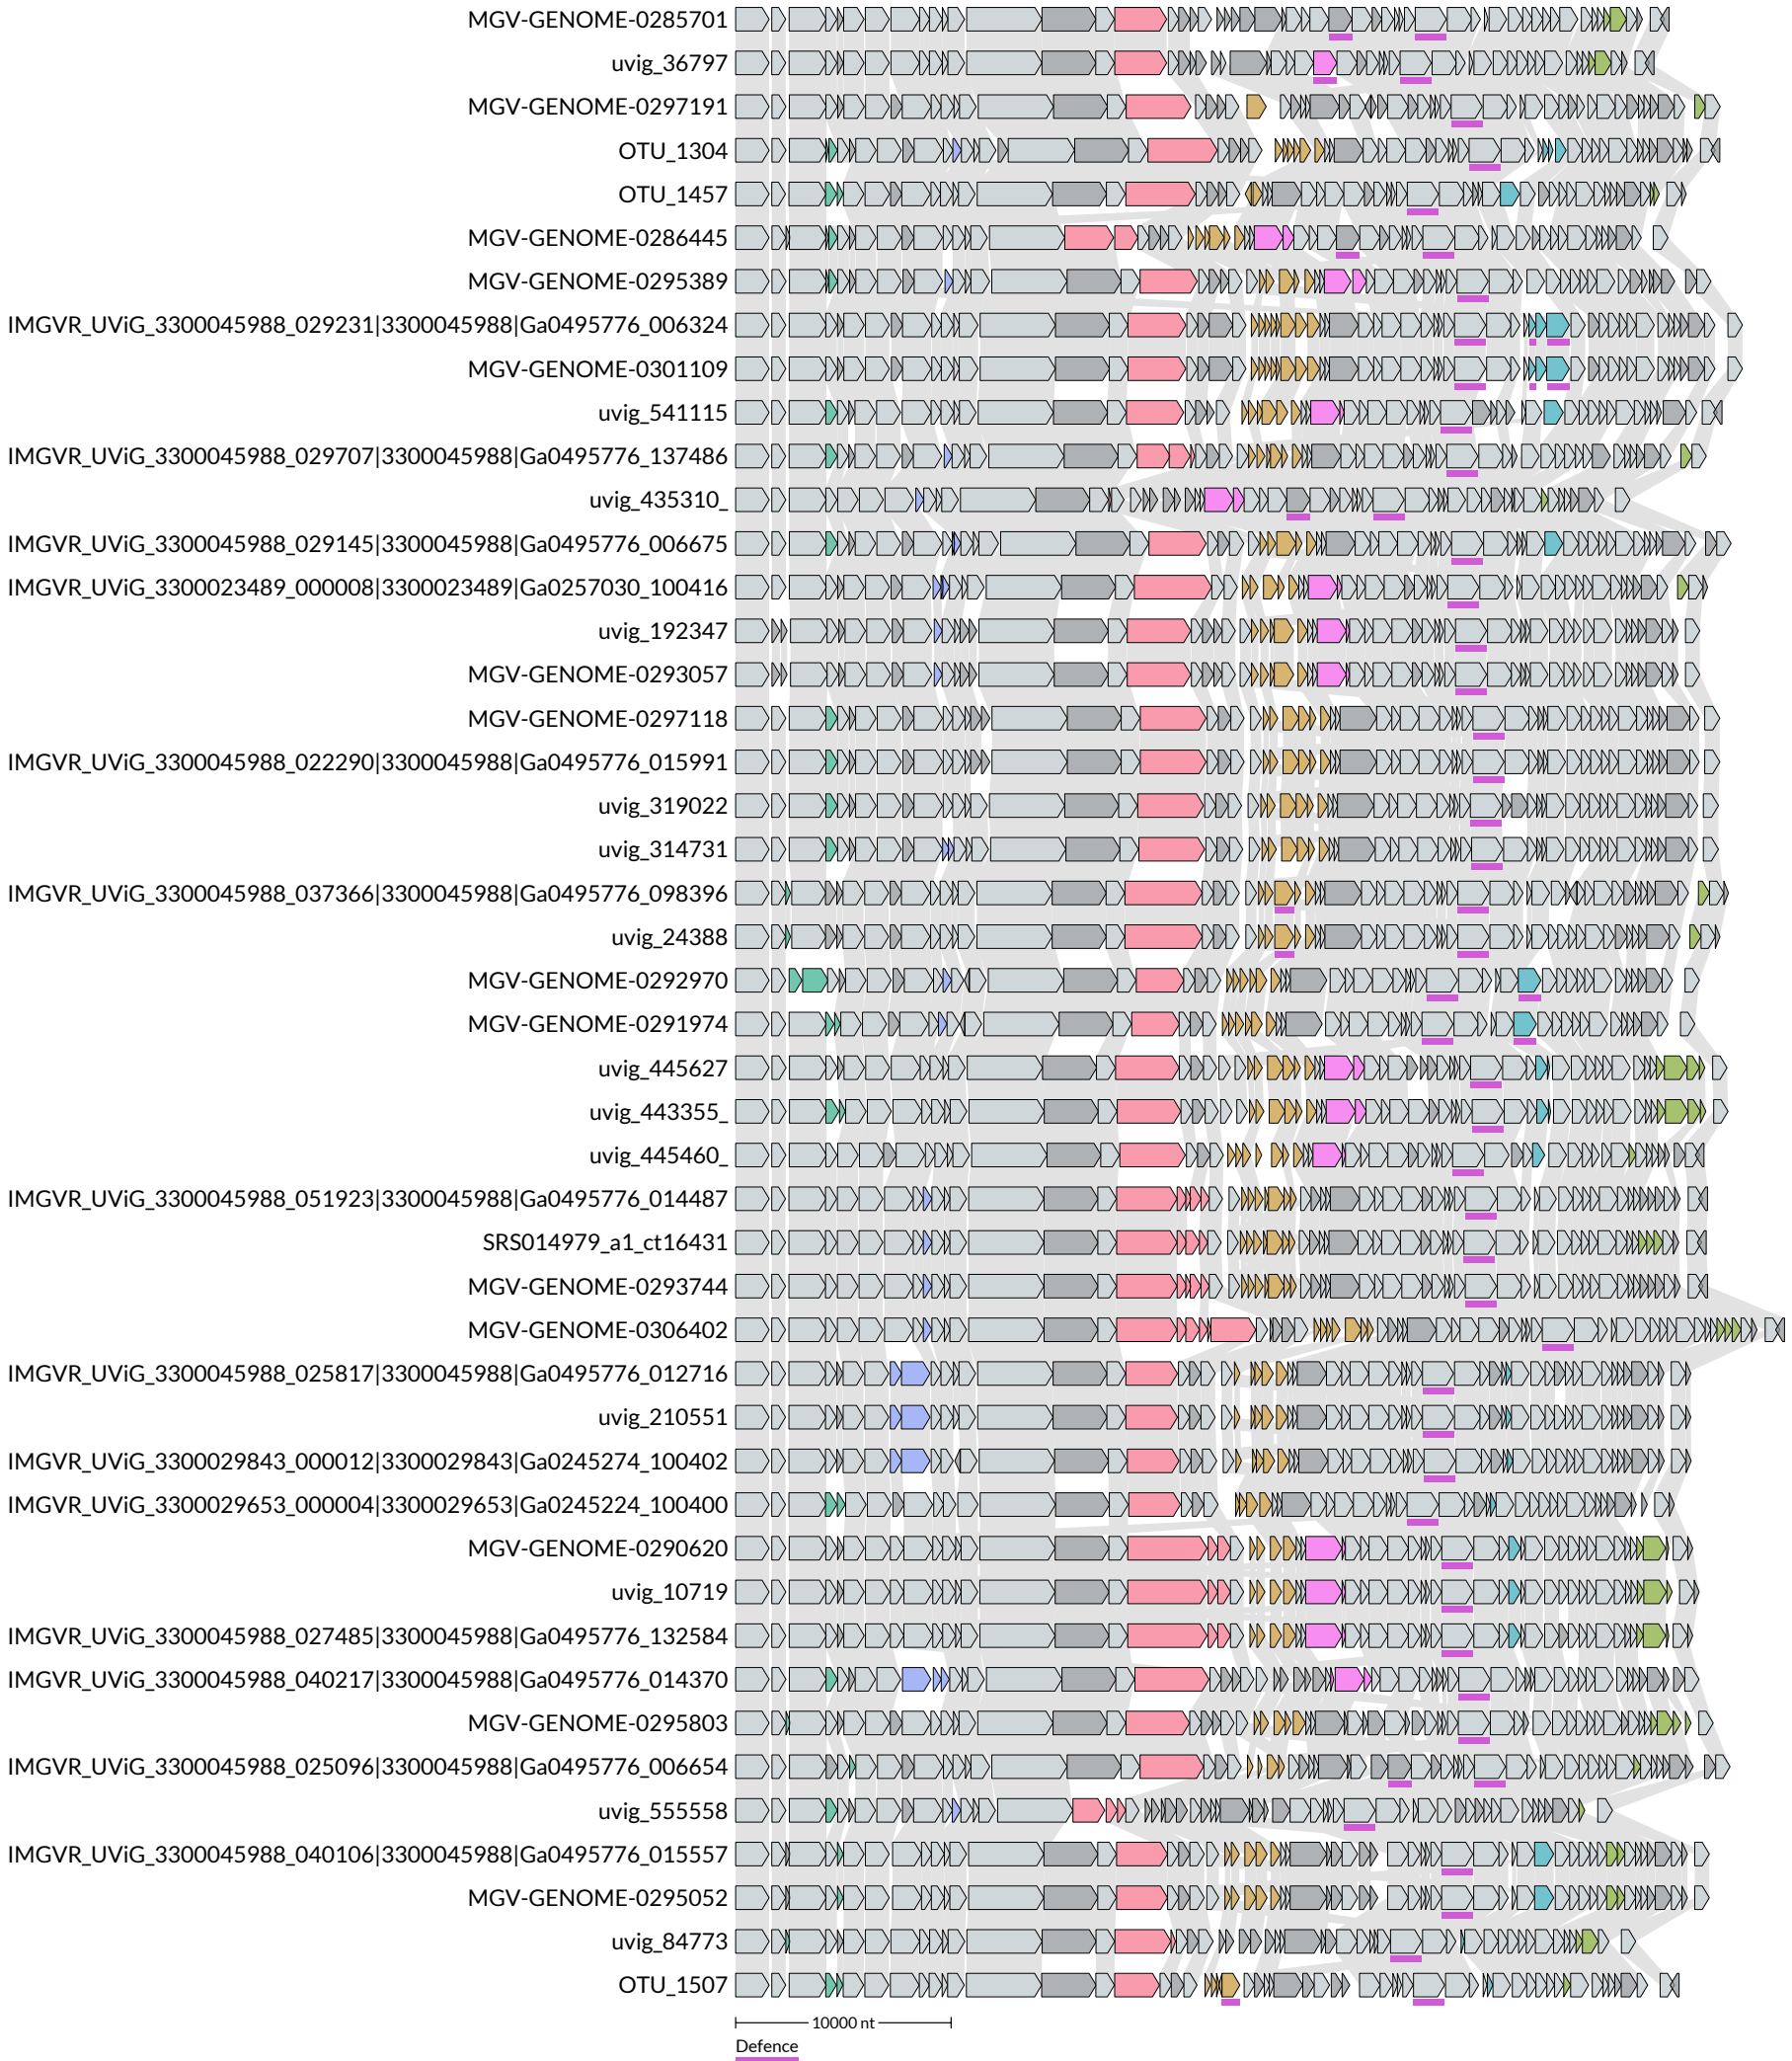 MGV-GENOME-0285701
uvig_36797
MGV-GENOME-0297191
OTU_1304
OTU_1457
MGV-GENOME-0286445
MGV-GENOME-0295389
IMGVR_UViG_3300045988_029231|3300045988|Ga0495776_006324
MGV-GENOME-0301109
uvig_541115
IMGVR_UViG_3300045988_029707|3300045988|Ga0495776_137486
uvig_435310_
IMGVR_UViG_3300045988_029145|3300045988|Ga0495776_006675
IMGVR_UViG_3300023489_000008|3300023489|Ga0257030_100416
uvig_192347
MGV-GENOME-0293057
MGV-GENOME-0297118
IMGVR_UViG_3300045988_022290|3300045988|Ga0495776_015991
uvig_319022
uvig_314731
IMGVR_UViG_3300045988_037366|3300045988|Ga0495776_098396
uvig_24388
MGV-GENOME-0292970
MGV-GENOME-0291974
uvig_445627
uvig_443355_
uvig_445460_
IMGVR_UViG_3300045988_051923|3300045988|Ga0495776_014487
SRS014979_a1_ct16431
MGV-GENOME-0293744
MGV-GENOME-0306402
IMGVR_UViG_3300045988_025817|3300045988|Ga0495776_012716
uvig_210551
IMGVR_UViG_3300029843_000012|3300029843|Ga0245274_100402
IMGVR_UViG_3300029653_000004|3300029653|Ga0245224_100400
MGV-GENOME-0290620
uvig_10719
IMGVR_UViG_3300045988_027485|3300045988|Ga0495776_132584
IMGVR_UViG_3300045988_040217|3300045988|Ga0495776_014370
MGV-GENOME-0295803
IMGVR_UViG_3300045988_025096|3300045988|Ga0495776_006654
uvig_555558
IMGVR_UViG_3300045988_040106|3300045988|Ga0495776_015557
MGV-GENOME-0295052
uvig_84773
OTU_1507
10000 nt
Defence